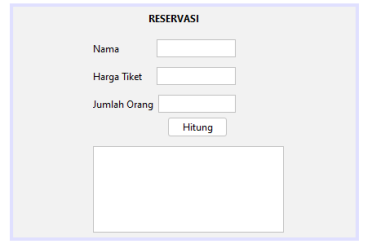 RESERVASI
Nama
Harga Tiket
Jumlah Orang
Hitung